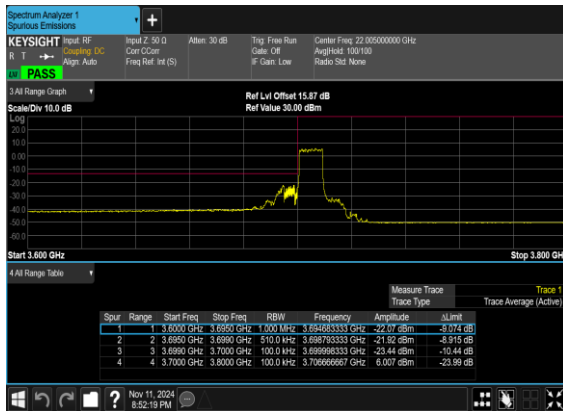 Spectrum Analyzer 1
Spurious Emissions
KEYSIGHT Input: RF Input Z: 50 Ω Atten: 30 dB Trig: Free Run Center Freq: 22.005000000 GHz
R T Coupling: DC Corr CCorr Gate: Off Avg|Hold: 100/100
Align: Auto Freq Ref: Int (S) IF Gain: Low Radio Std: None
PASS
3 All Range Graph
Ref Lvl Offset 15.87 dB
Scale/Div 10.0 dB Ref Value 30.00 dBm
Log
20.0
10.0
0.00
-10.0
-20.0
-30.0
-40.0
-50.0
-60.0
Start 3.600 GHz Stop 3.800 GH
4 All Range Table
Measure Trace Trace 1
Trace Type Trace Average (Active)
Spur Range Start Freq Stop Freq RBW Frequency Amplitude ΔLimit
1 1 3.6000 GHz 3.6950 GHz 1.000 MHz 3.694683333 GHz -22.07 dBm -9.074 dB
2 2 3.6950 GHz 3.6990 GHz 510.0 kHz 3.698793333 GHz -21.92 dBm -8.915 dB
3 3 3.6990 GHz 3.7000 GHz 100.0 kHz 3.699998333 GHz -23.44 dBm -10.44 dB
4 4 3.7000 GHz 3.8000 GHz 100.0 kHz 3.706666667 GHz 6.007 dBm -23.99 dB
Nov 11, 2024
8:52:19 PM